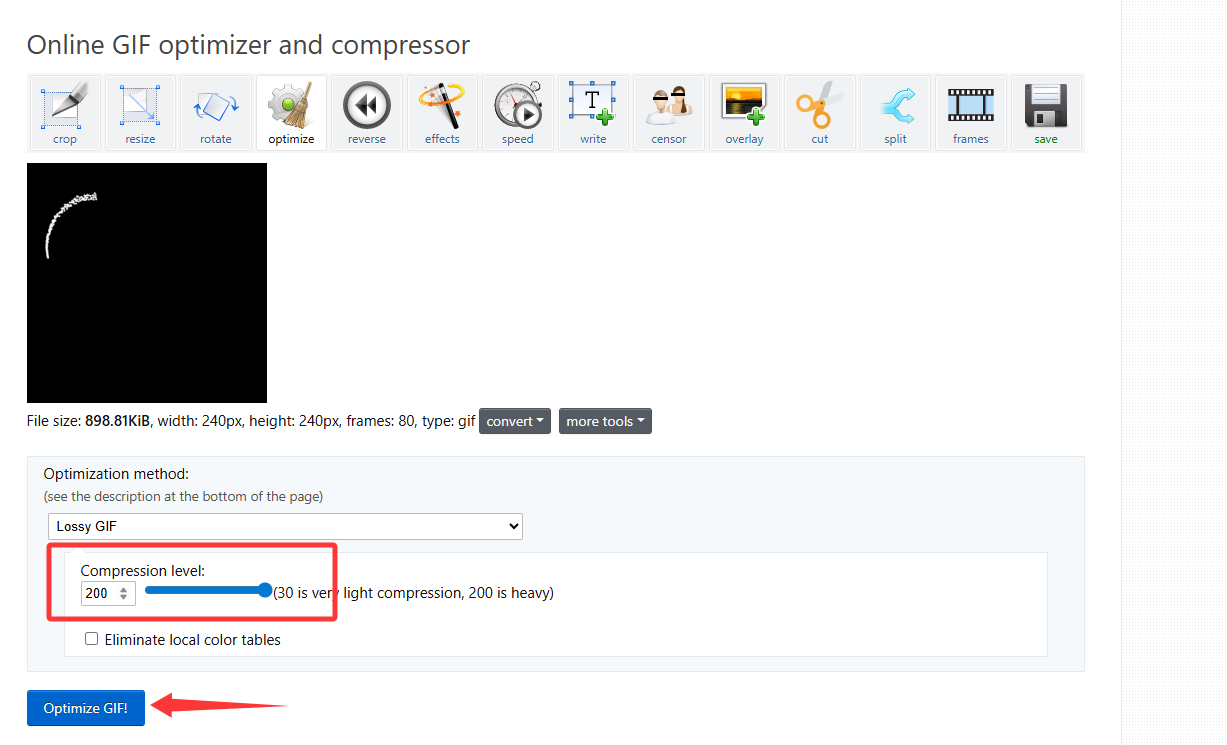 Online GIF optimizer and compressor
crop resize rotate optimize reverse effects speed write censor overlay cut split frames save
File size: 898.81KiB, width: 240px, height: 240px, frames: 80, type: gif convert more tools
Optimization method:
(see the description at the bottom of the page)
Lossy GIF
Compression level:
200 (30 is very light compression, 200 is heavy)
Eliminate local color tables
Optimize GIF!